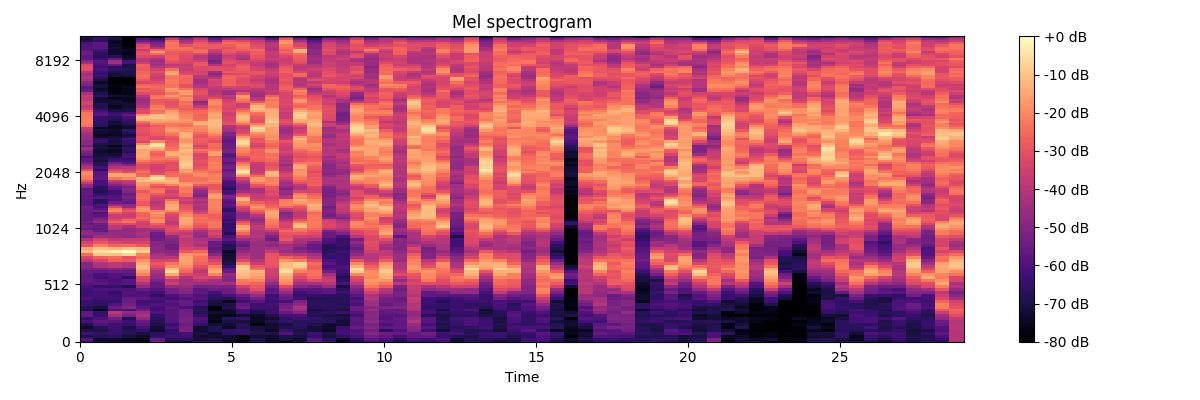 Mel spectrogram
8192
4096
2048
1024
512
0
Hz
0 5 10 15 20 25
Time
+0 dB
-10 dB
-20 dB
-30 dB
-40 dB
-50 dB
-60 dB
-70 dB
-80 dB